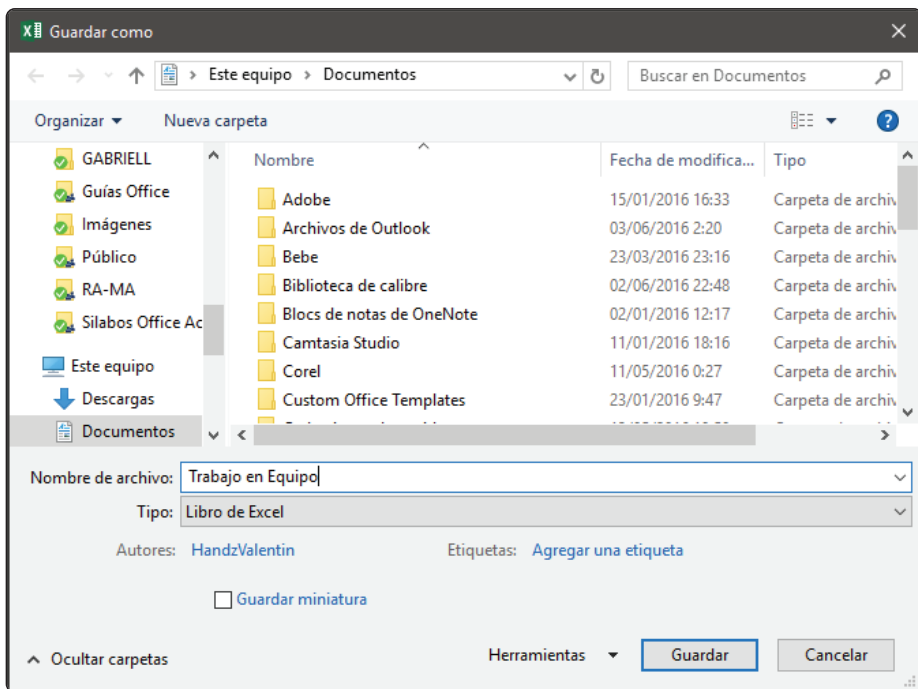 Guardar como
Este equipo > Documentos
Buscar en Documentos
Organizar
Nueva carpeta
GABRIELL
Guías Office
Imágenes
Público
RA-MA
Silabos Office Ac
Este equipo
Descargas
Documentos
Nombre Fecha de modifica... Tipo
Adobe 15/01/2016 16:33 Carpeta de archiv
Archivos de Outlook 03/06/2016 2:20 Carpeta de archiv
Bebe 23/03/2016 23:16 Carpeta de archiv
Biblioteca de calibre 02/06/2016 22:48 Carpeta de archiv
Blocs de notas de OneNote 02/01/2016 12:17 Carpeta de archiv
Camtasia Studio 11/01/2016 18:16 Carpeta de archiv
Corel 11/05/2016 0:27 Carpeta de archiv
Custom Office Templates 23/01/2016 9:47 Carpeta de archiv
Nombre de archivo: Trabajo en Equipo
Tipo: Libro de Excel
Autores: HandzValentin Etiquetas: Agregar una etiqueta
Guardar miniatura
Ocultar carpetas
Herramientas
Guardar
Cancelar